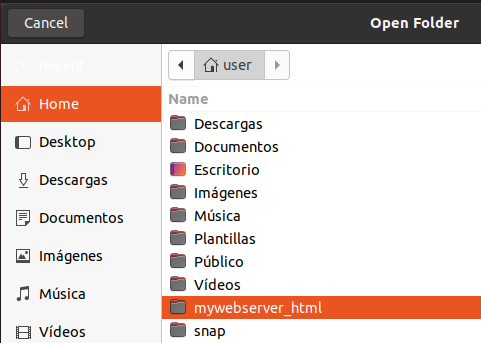 Cancel
Open Folder
Recent
Home
Desktop
Descargas
Documentos
Imágenes
Música
Vídeos
user
Name
Descargas
Documentos
Escritorio
Imágenes
Música
Plantillas
Público
Vídeos
mywebserver_html
snap